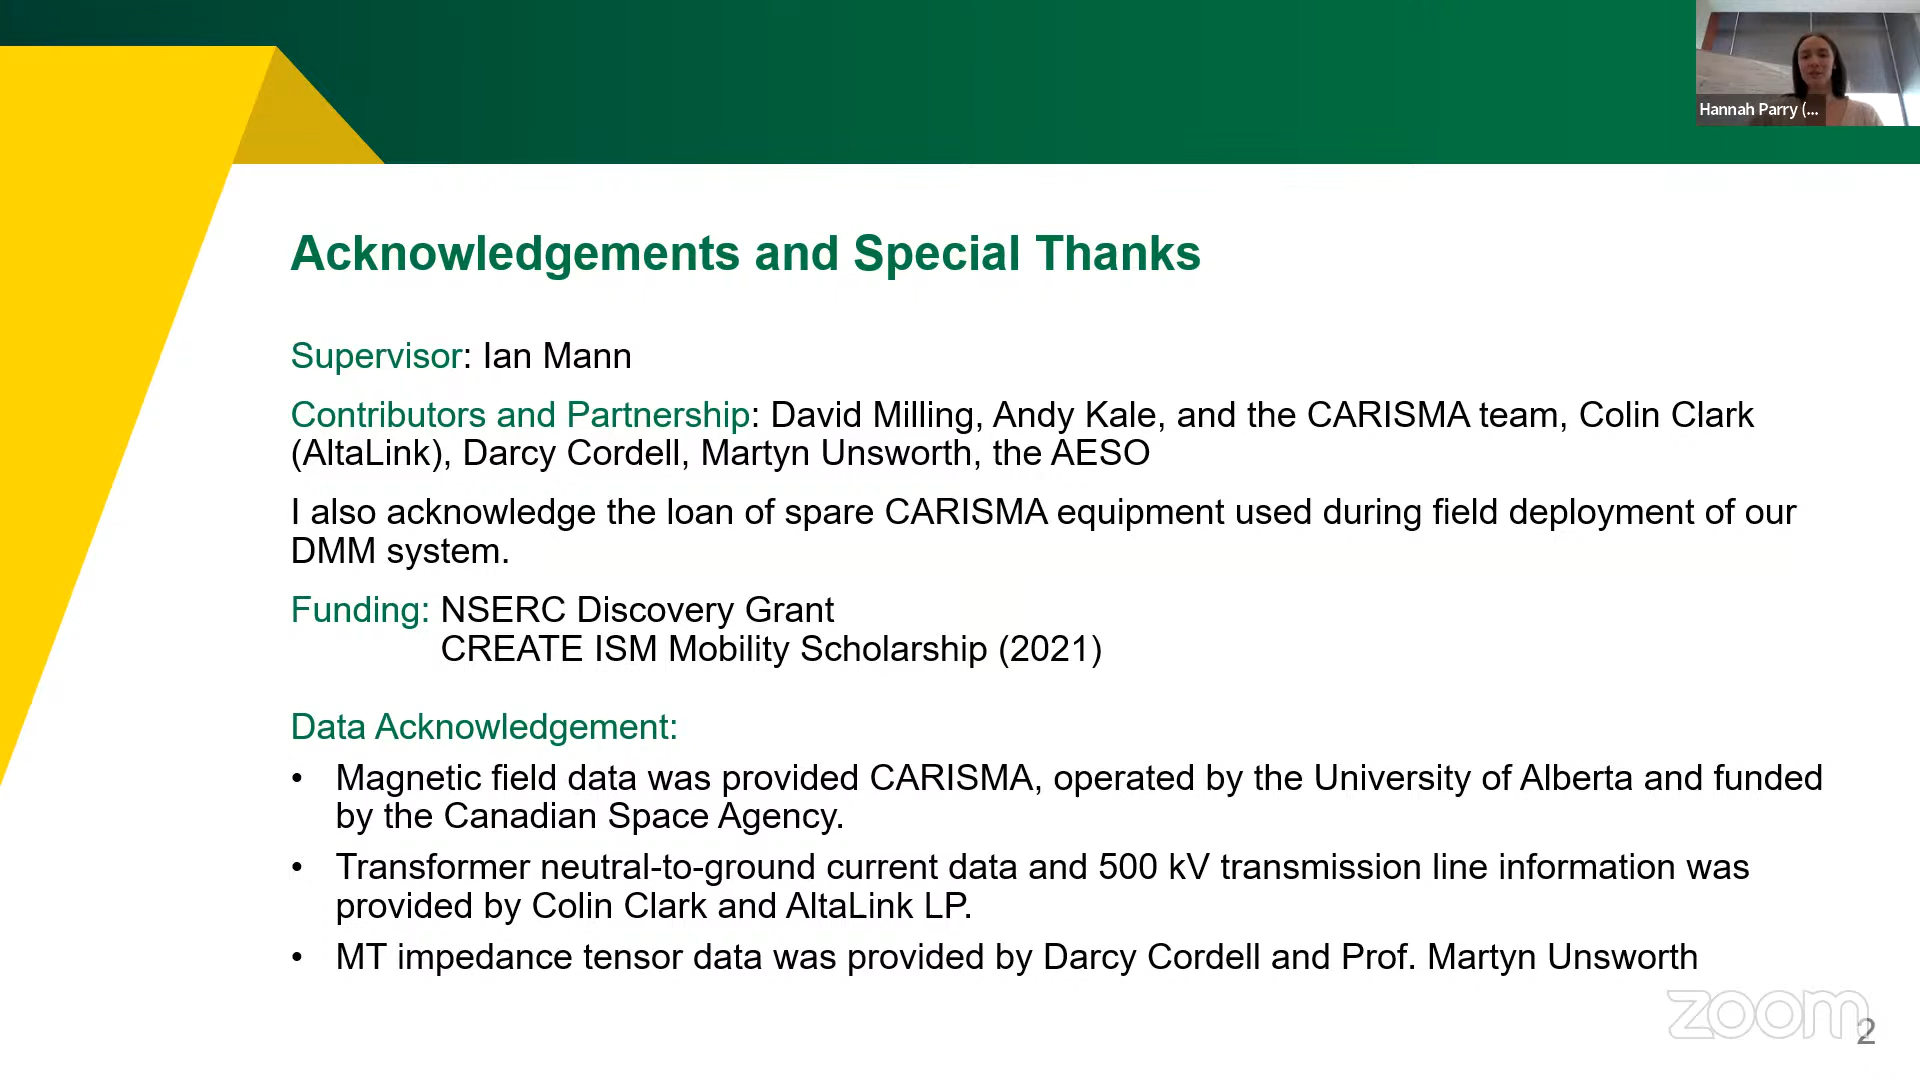 Hannah Parry (...
Acknowledgements and Special Thanks
Supervisor: Ian Mann
Contributors and Partnership: David Milling, Andy Kale, and the CARISMA team, Colin Clark
(AltaLink), Darcy Cordell, Martyn Unsworth, the AESO
I also acknowledge the loan of spare CARISMA equipment used during field deployment of our
DMM system.
Funding: NSERC Discovery Grant
CREATE ISM Mobility Scholarship (2021)
Data Acknowledgement:
• Magnetic field data was provided CARISMA, operated by the University of Alberta and funded
by the Canadian Space Agency.
• Transformer neutral-to-ground current data and 500 kV transmission line information was
provided by Colin Clark and AltaLink LP.
• MT impedance tensor data was provided by Darcy Cordell and Prof. Martyn Unsworth
zoom
2